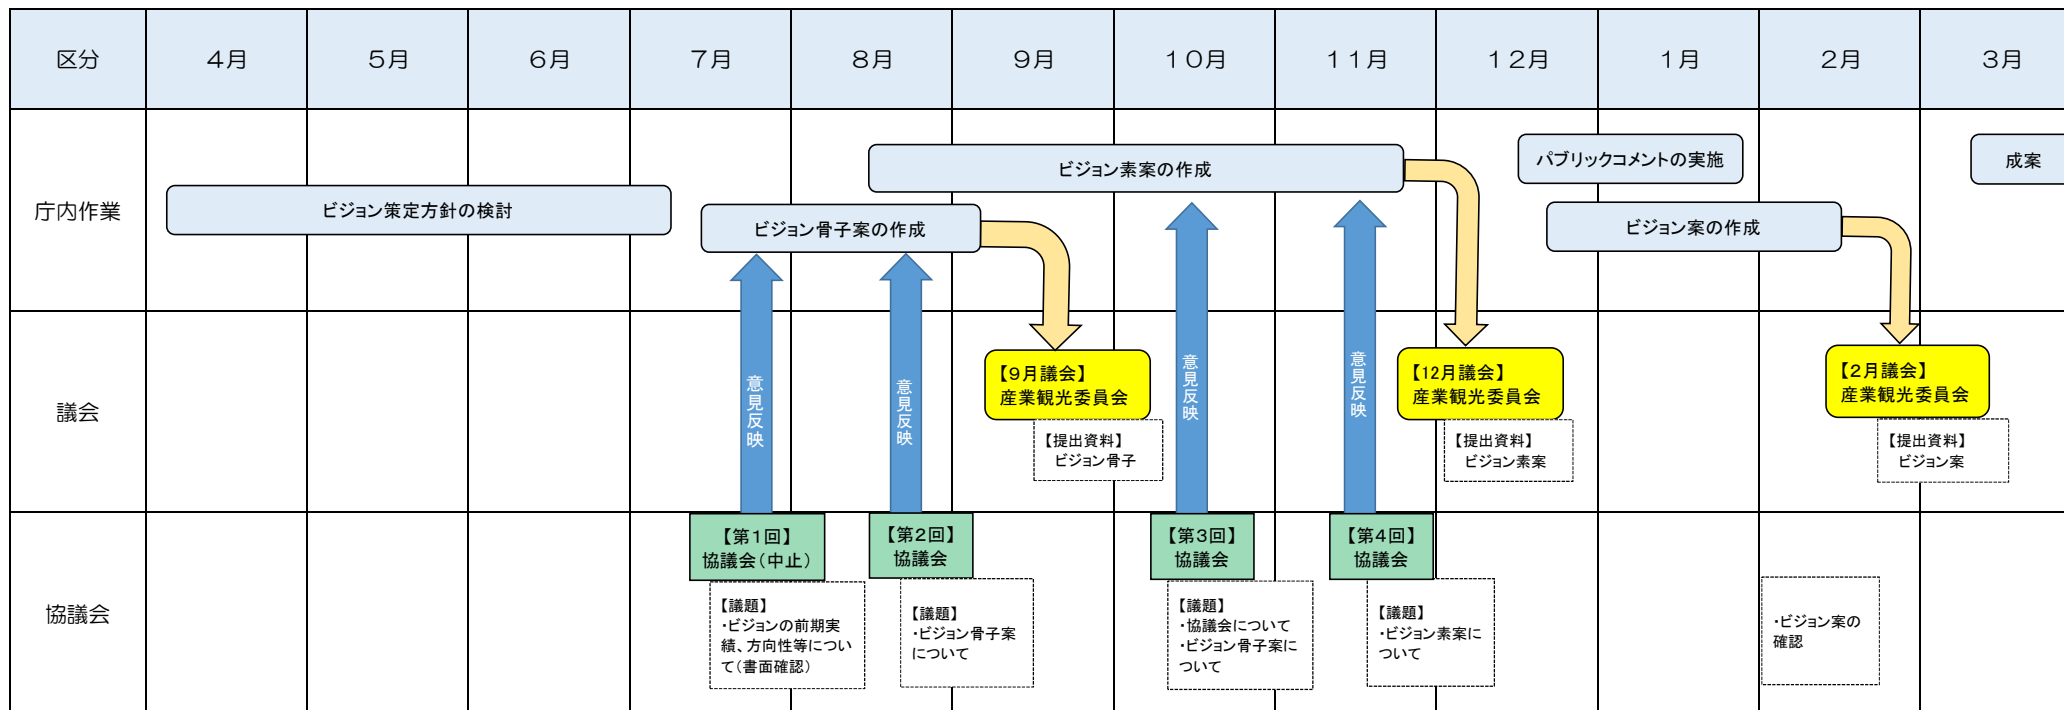 区分
4月
5月
6月
7月
8月
9月
10月
11月
12月
1月
2月
3月
庁内作業
ビジョン策定方針の検討
ビジョン骨子案の作成
ビジョン素案の作成
パブリックコメントの実施
ビジョン案の作成
成案
議会
意見反映
意見反映
意見反映
意見反映
【9月議会】
産業観光委員会
【提出資料】
ビジョン骨子
【12月議会】
産業観光委員会
【提出資料】
ビジョン素案
【2月議会】
産業観光委員会
【提出資料】
ビジョン案
協議会
【第1回】
協議会(中止)
【議題】
・ビジョンの前期実
績、方向性等につい
て(書面確認)
【第2回】
協議会
【議題】
・ビジョン骨子案
について
【第3回】
協議会
【議題】
・協議会について
・ビジョン骨子案に
ついて
【第4回】
協議会
【議題】
・ビジョン素案に
ついて
・ビジョン案の
確認